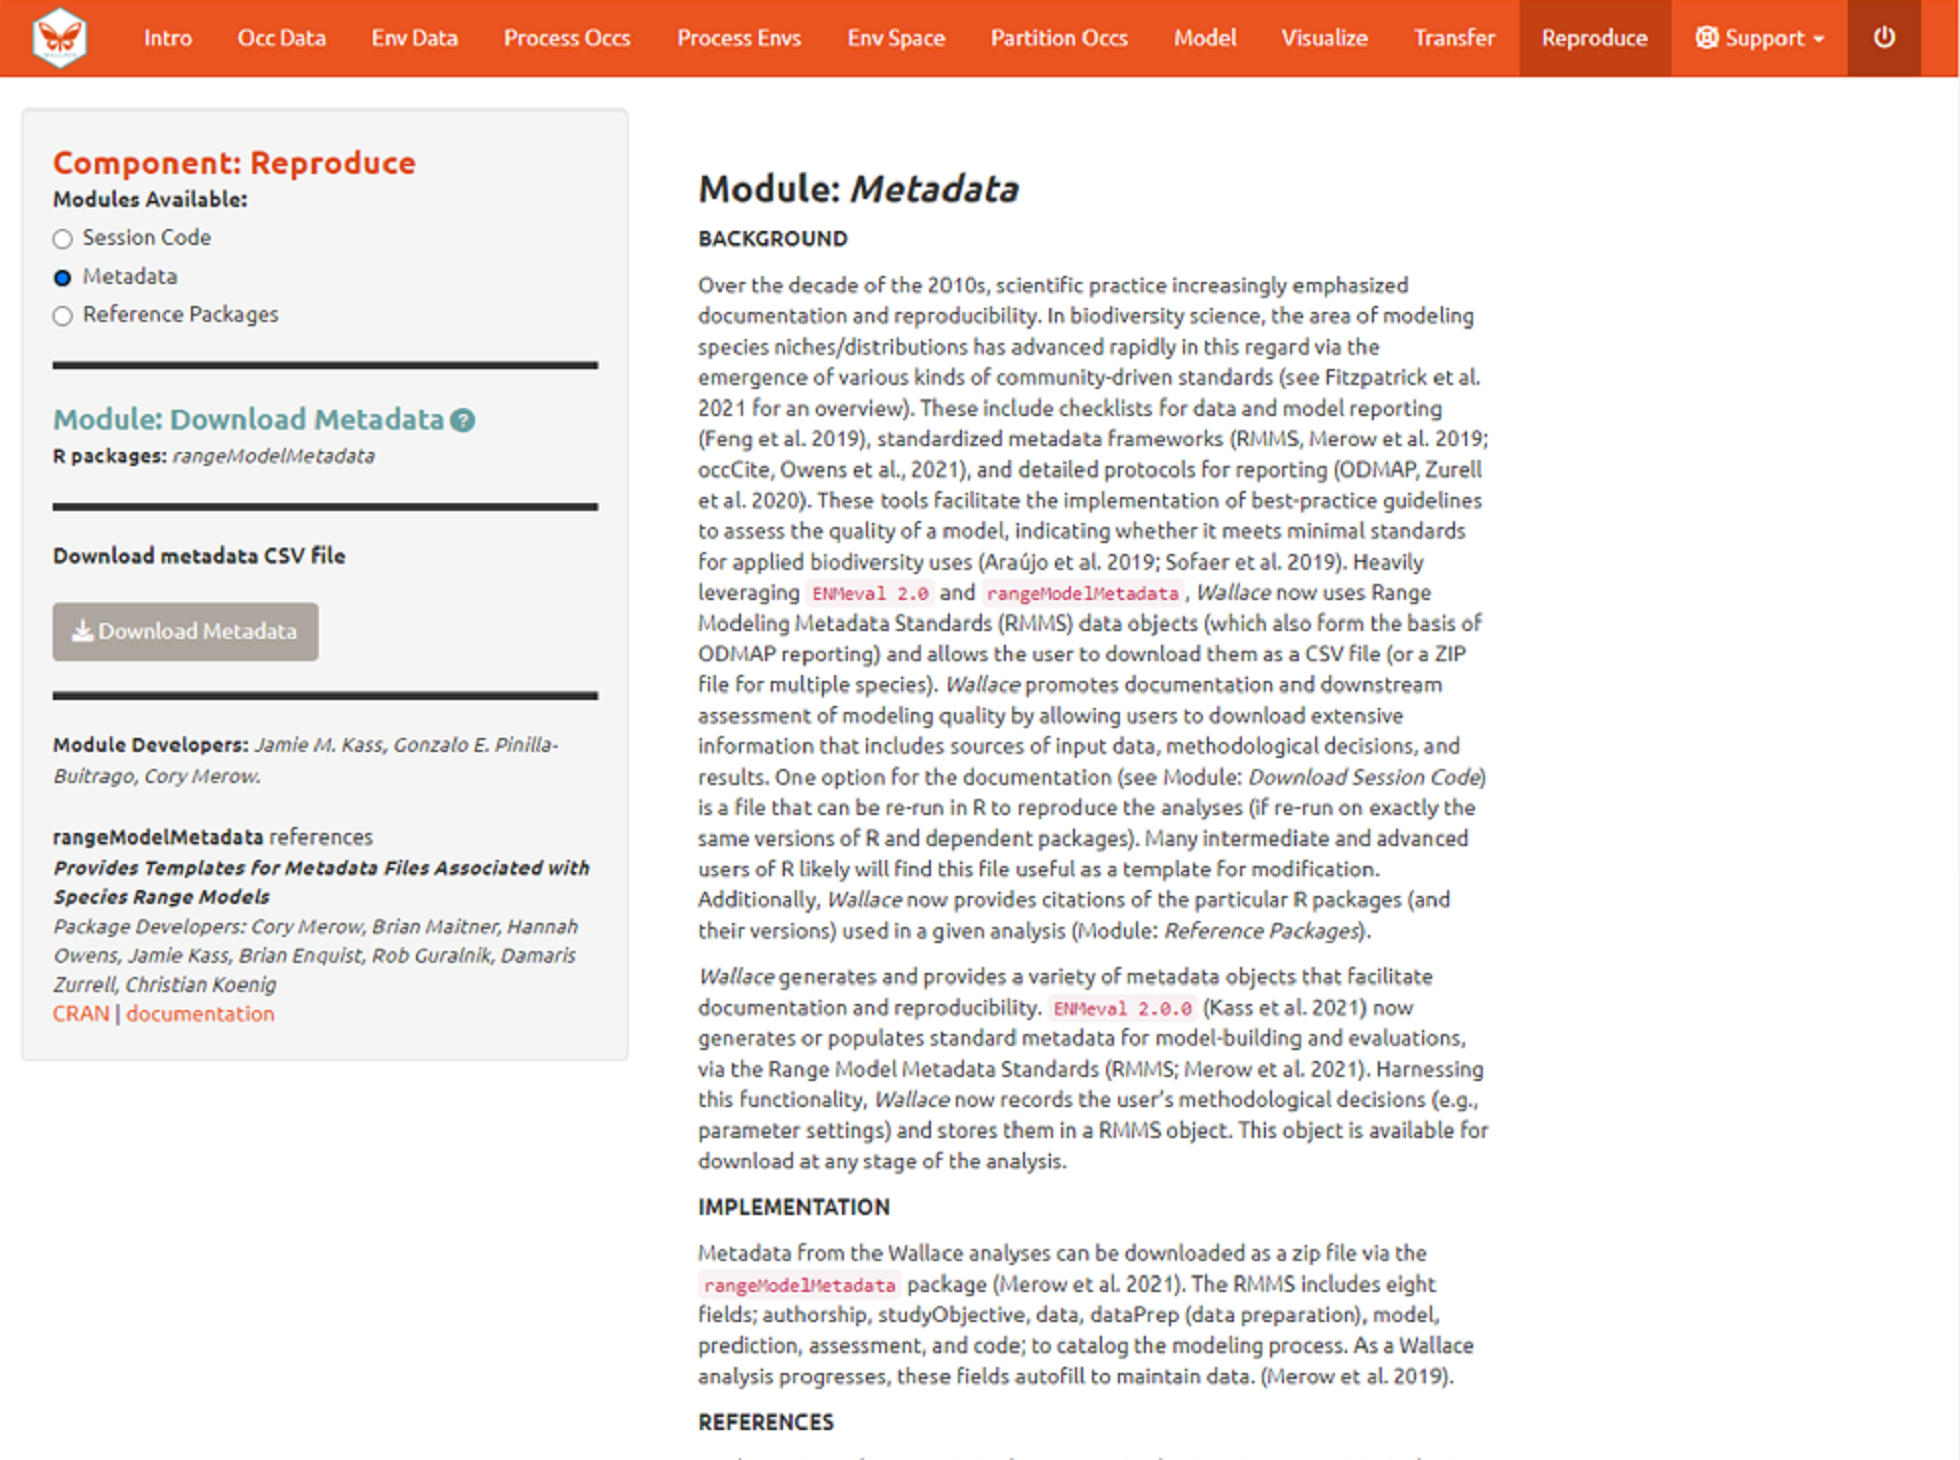 Intro Occ Data Env Data Process Occs Process Envs Env Space Partition Occs Model Visualize Transfer Reproduce Support
Component: Reproduce
Modules Available:
Session Code
Metadata
Reference Packages
Module: Download Metadata ?
R packages: rangeModelMetadata
Download metadata CSV file
Download Metadata
Module Developers: Jamie M. Kass, Gonzalo E. Pinilla-
Buitrago, Cory Merow.
rangeModelMetadata references
Provides Templates for Metadata Files Associated with
Species Range Models
Package Developers: Cory Merow, Brian Maitner, Hannah
Owens, Jamie Kass, Brian Enquist, Rob Guralnik, Damaris
Zurrell, Christian Koenig
CRAN | documentation
Module: Metadata
BACKGROUND
Over the decade of the 2010s, scientific practice increasingly emphasized
documentation and reproducibility. In biodiversity science, the area of modeling
species niches/distributions has advanced rapidly in this regard via the
emergence of various kinds of community-driven standards (see Fitzpatrick et al.
2021 for an overview). These include checklists for data and model reporting
(Feng et al. 2019), standardized metadata frameworks (RMMS, Merow et al. 2019;
occCite, Owens et al., 2021), and detailed protocols for reporting (ODMAP, Zurell
et al. 2020). These tools facilitate the implementation of best-practice guidelines
to assess the quality of a model, indicating whether it meets minimal standards
for applied biodiversity uses (Araújo et al. 2019; Sofaer et al. 2019). Heavily
leveraging ENMeval 2.0 and rangeModelMetadata, Wallace now uses Range
Modeling Metadata Standards (RMMS) data objects (which also form the basis of
ODMAP reporting) and allows the user to download them as a CSV file (or a ZIP
file for multiple species). Wallace promotes documentation and downstream
assessment of modeling quality by allowing users to download extensive
information that includes sources of input data, methodological decisions, and
results. One option for the documentation (see Module: Download Session Code)
is a file that can be re-run in R to reproduce the analyses (if re-run on exactly the
same versions of R and dependent packages). Many intermediate and advanced
users of R likely will find this file useful as a template for modification.
Additionally, Wallace now provides citations of the particular R packages (and
their versions) used in a given analysis (Module: Reference Packages).
Wallace generates and provides a variety of metadata objects that facilitate
documentation and reproducibility. ENMeval 2.0.0 (Kass et al. 2021) now
generates or populates standard metadata for model-building and evaluations,
via the Range Model Metadata Standards (RMMS; Merow et al. 2021). Harnessing
this functionality, Wallace now records the user's methodological decisions (e.g.,
parameter settings) and stores them in a RMMS object. This object is available for
download at any stage of the analysis.
IMPLEMENTATION
Metadata from the Wallace analyses can be downloaded as a zip file via the
rangeModelMetadata package (Merow et al. 2021). The RMMS includes eight
fields; authorship, studyObjective, data, dataPrep (data preparation), model,
prediction, assessment, and code; to catalog the modeling process. As a Wallace
analysis progresses, these fields autofill to maintain data. (Merow et al. 2019).
REFERENCES